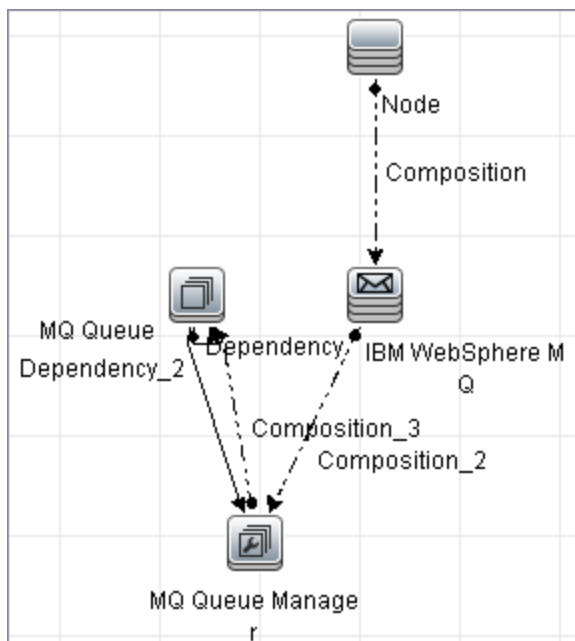 Node
Composition
MQ Queue
Dependency
IBM WebSphere M
Q
Dependency_2
Composition_3
Composition_2
MQ Queue Manage
r